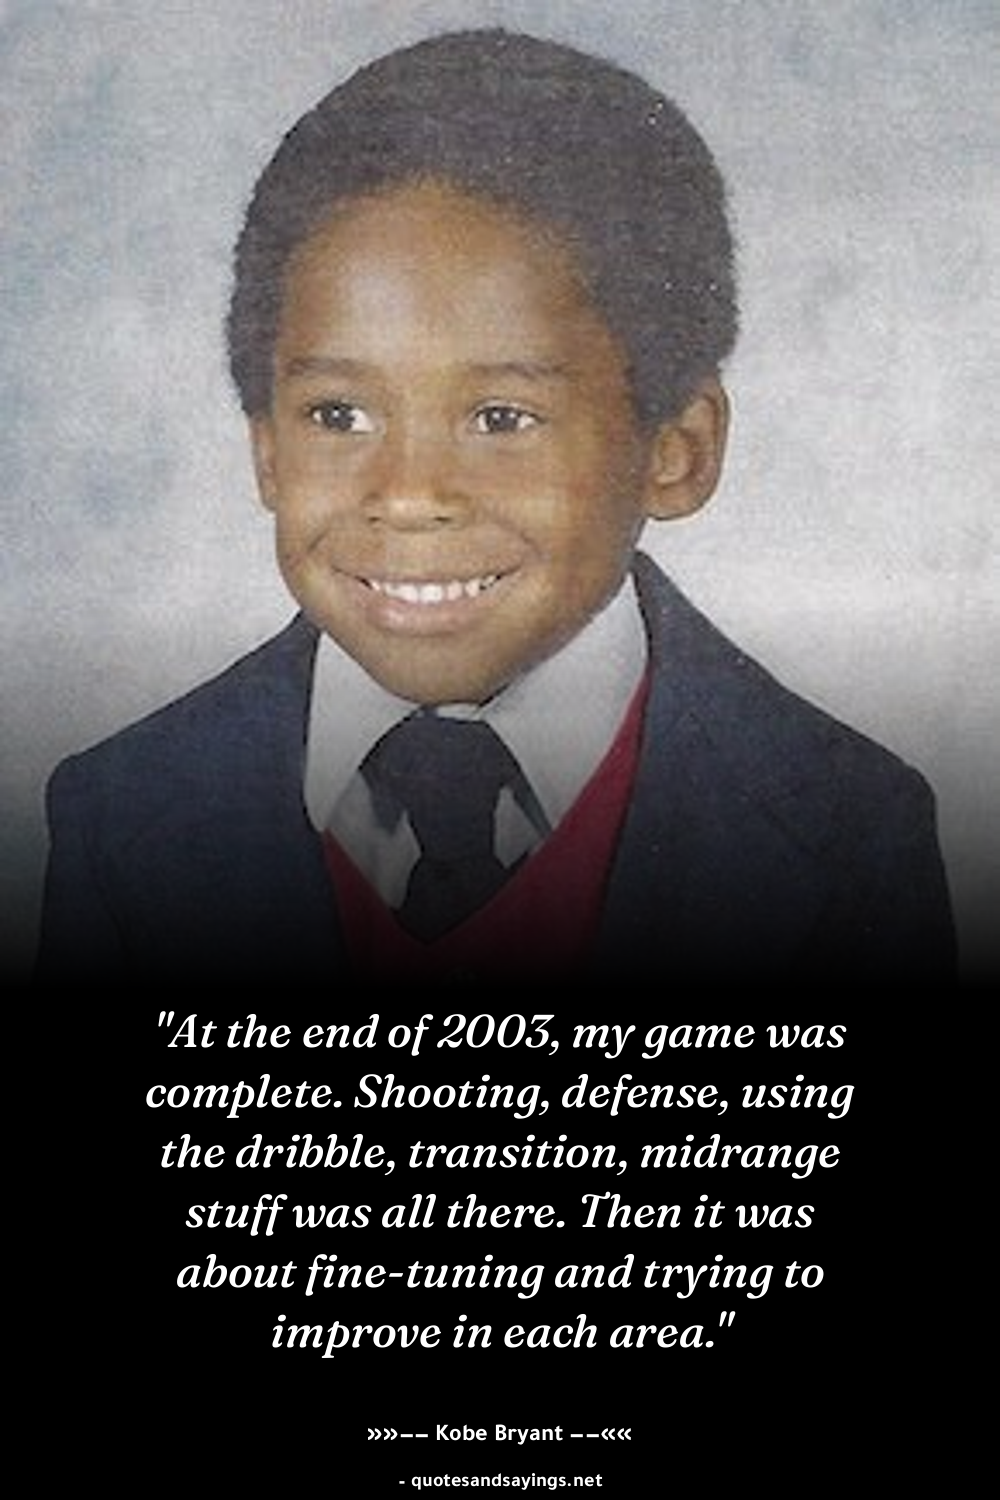 "At the end of 2003, my game was
complete. Shooting, defense, using
the dribble, transition, midrange
stuff was all there. Then it was
about fine-tuning and trying to
improve in each area."
»»–– Kobe Bryant ––««
- quotesandsayings.net